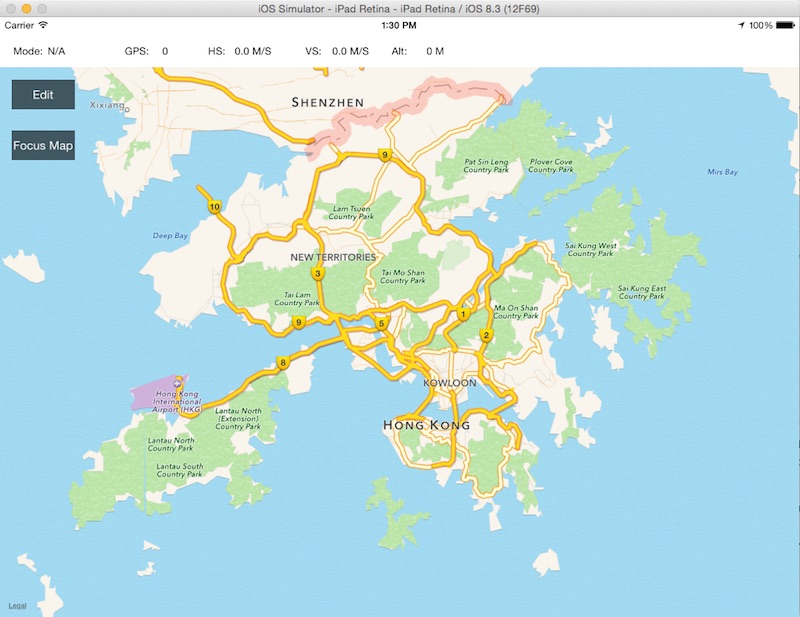 iOS Simulator - iPad Retina - iPad Retina / iOS 8.3 (12F69)
Carrier 1:30 PM 100%
Mode: N/A GPS: 0 HS: 0.0 M/S VS: 0.0 M/S Alt: 0 M
Edit
Focus Map
Xixiang
SHENZHEN
9
Pat Sin Leng
Country Park
Plover Cove
Country Park
Mirs Bay
10
Lam Tsuen
Country Park
Deep Bay
Sai Kung West
Country Park
NEW TERRITORIES
3
Tai Mo Shan
Country Park
Sai Kung East
Country Park
Tai Lam
Country Park
Ma On Shan
Country Park
9
5
1
2
8
KOWLOON
Hong Kong
International
Airport (HKG)
Lantau North
(Extension)
Country Park
HONG KONG
Lantau North
Country Park
Lantau South
Country Park
Legal